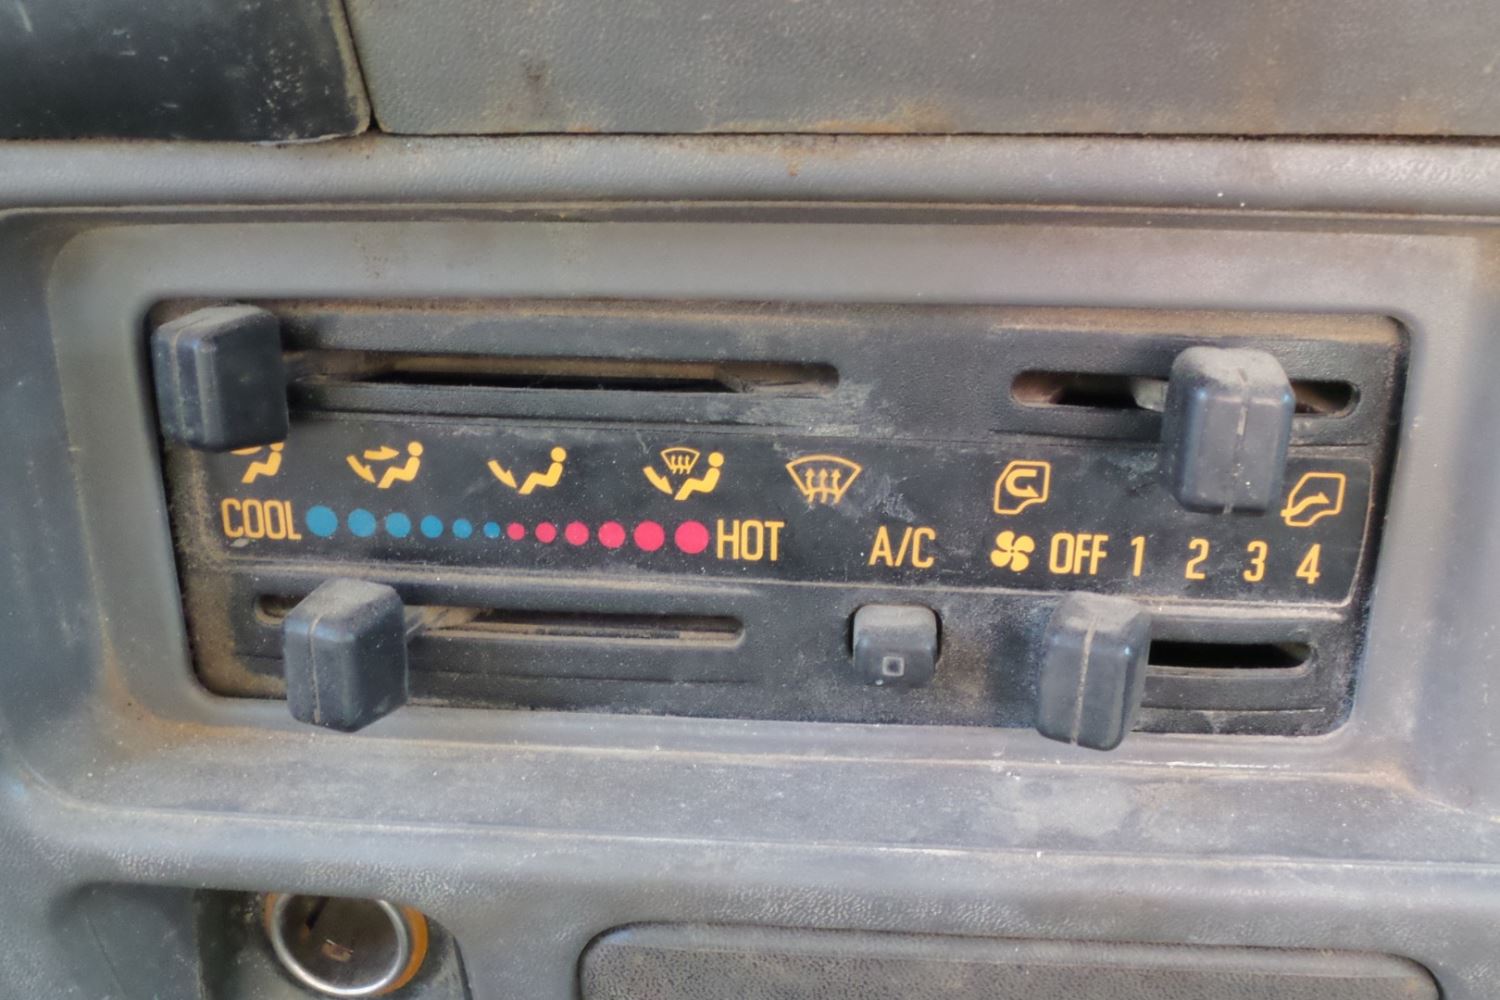 COOL HOT A/C OFF 1 2 3 4